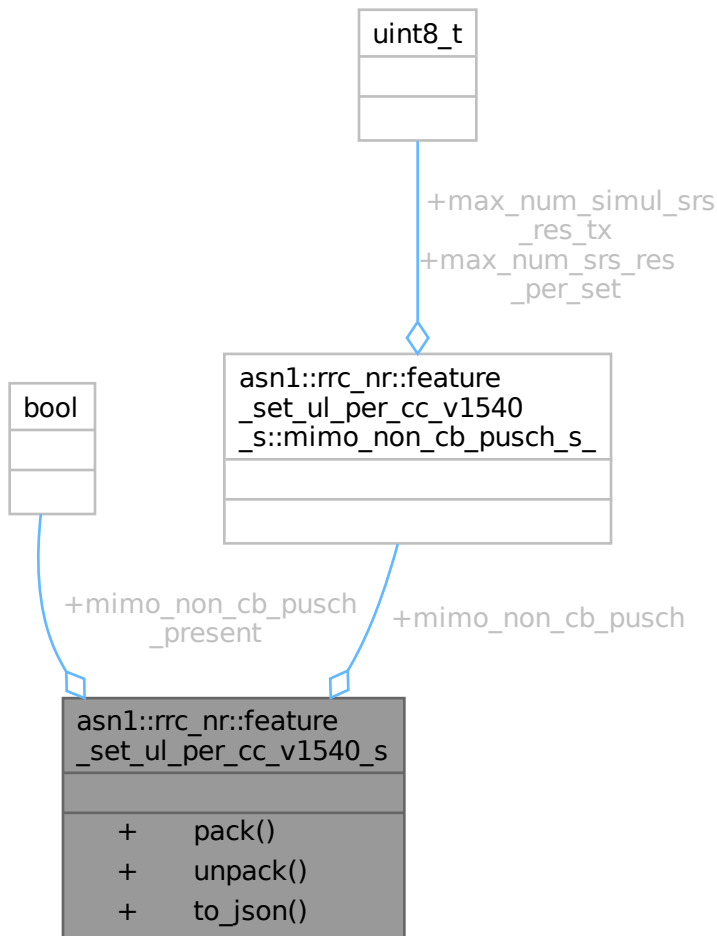 uint8_t
+max_num_simul_srs
_res_tx
+max_num_srs_res
_per_set
asn1::rrc_nr::feature
_set_ul_per_cc_v1540
_s::mimo_non_cb_pusch_s_
bool
+mimo_non_cb_pusch
_present
+mimo_non_cb_pusch
asn1::rrc_nr::feature
_set_ul_per_cc_v1540_s
+ pack()
+ unpack()
+ to_json()